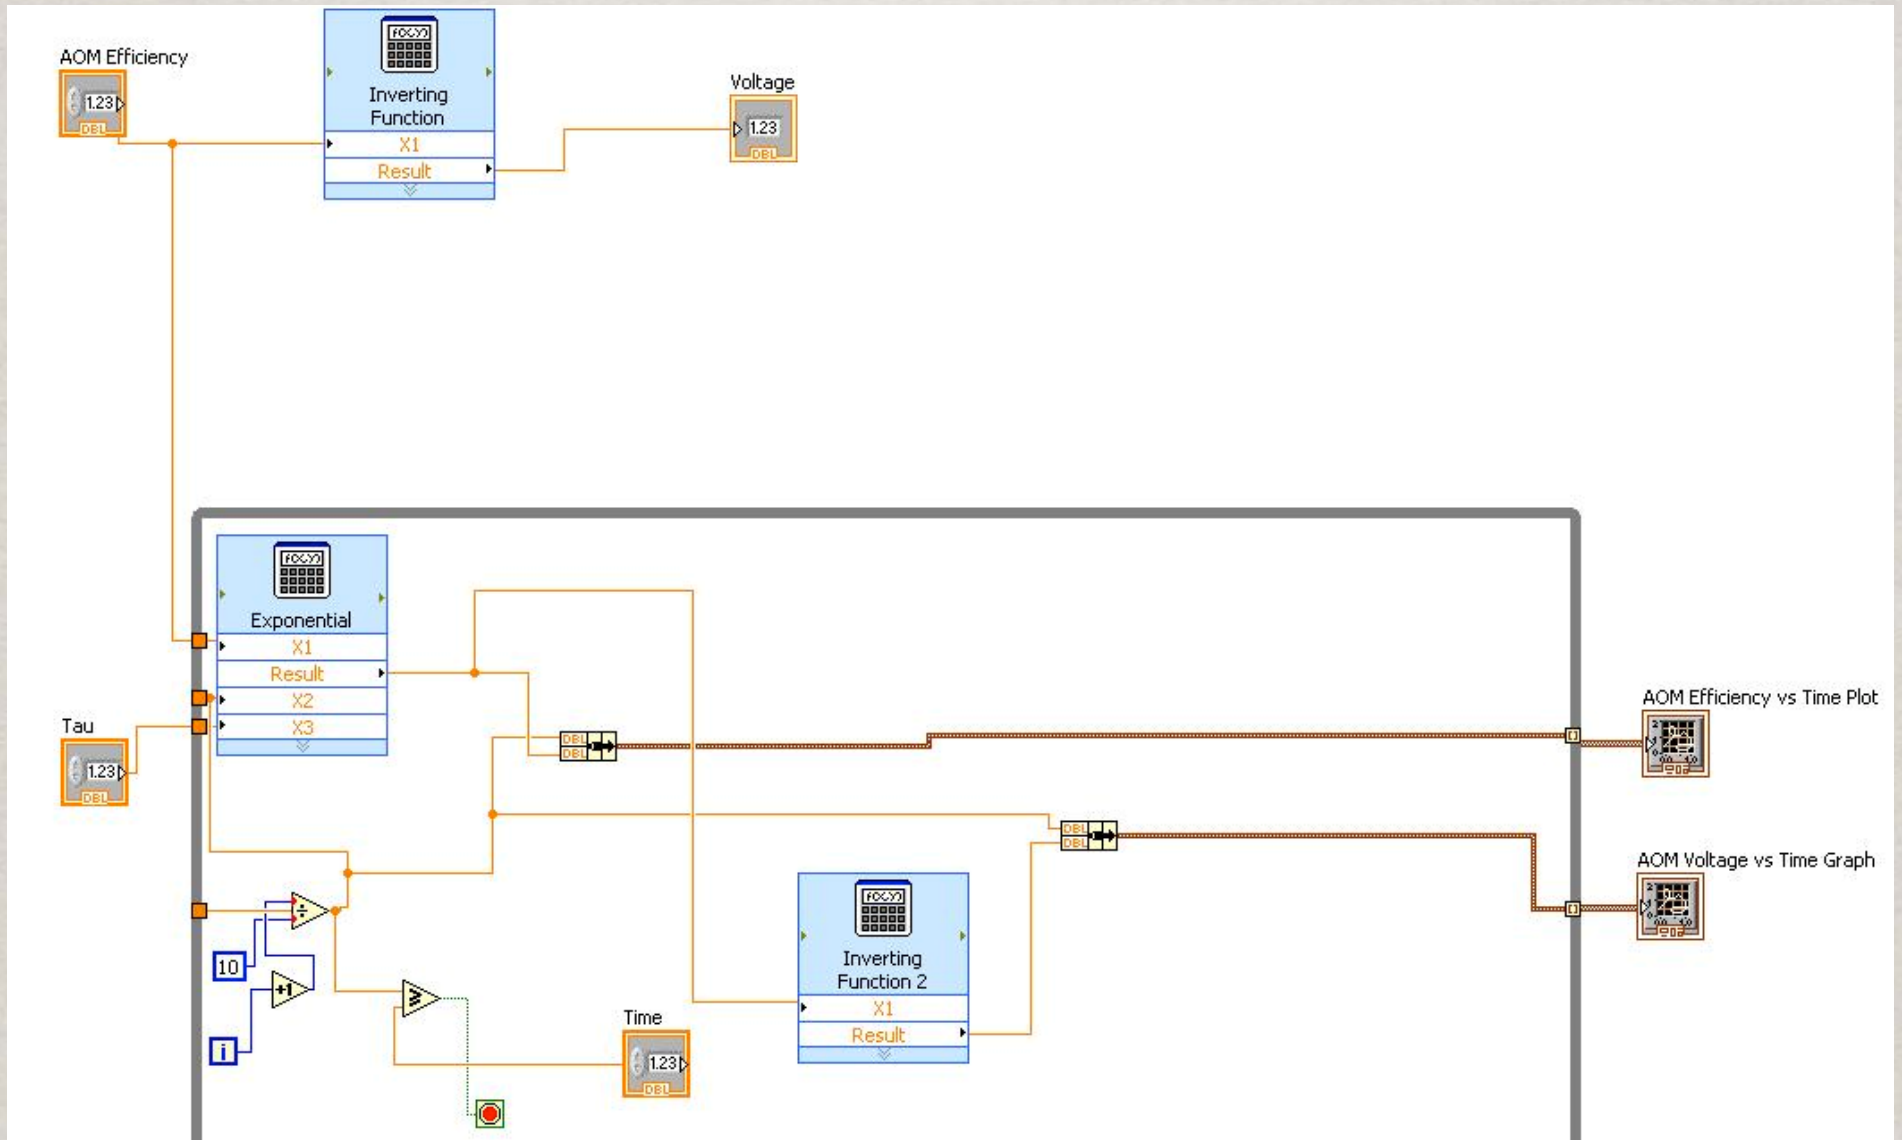 AOM Efficiency
1.23
DBL
f(x,y)
Inverting
Function
X1
Result
Voltage
1.23
DBL
f(x,y)
Exponential
X1
Result
X2
X3
Tau
1.23
DBL
DBL
DBL
AOM Efficiency vs Time Plot
DBL
DBL
AOM Voltage vs Time Graph
10
+1
i
÷
≥
Time
1.23
DBL
f(x,y)
Inverting
Function 2
X1
Result